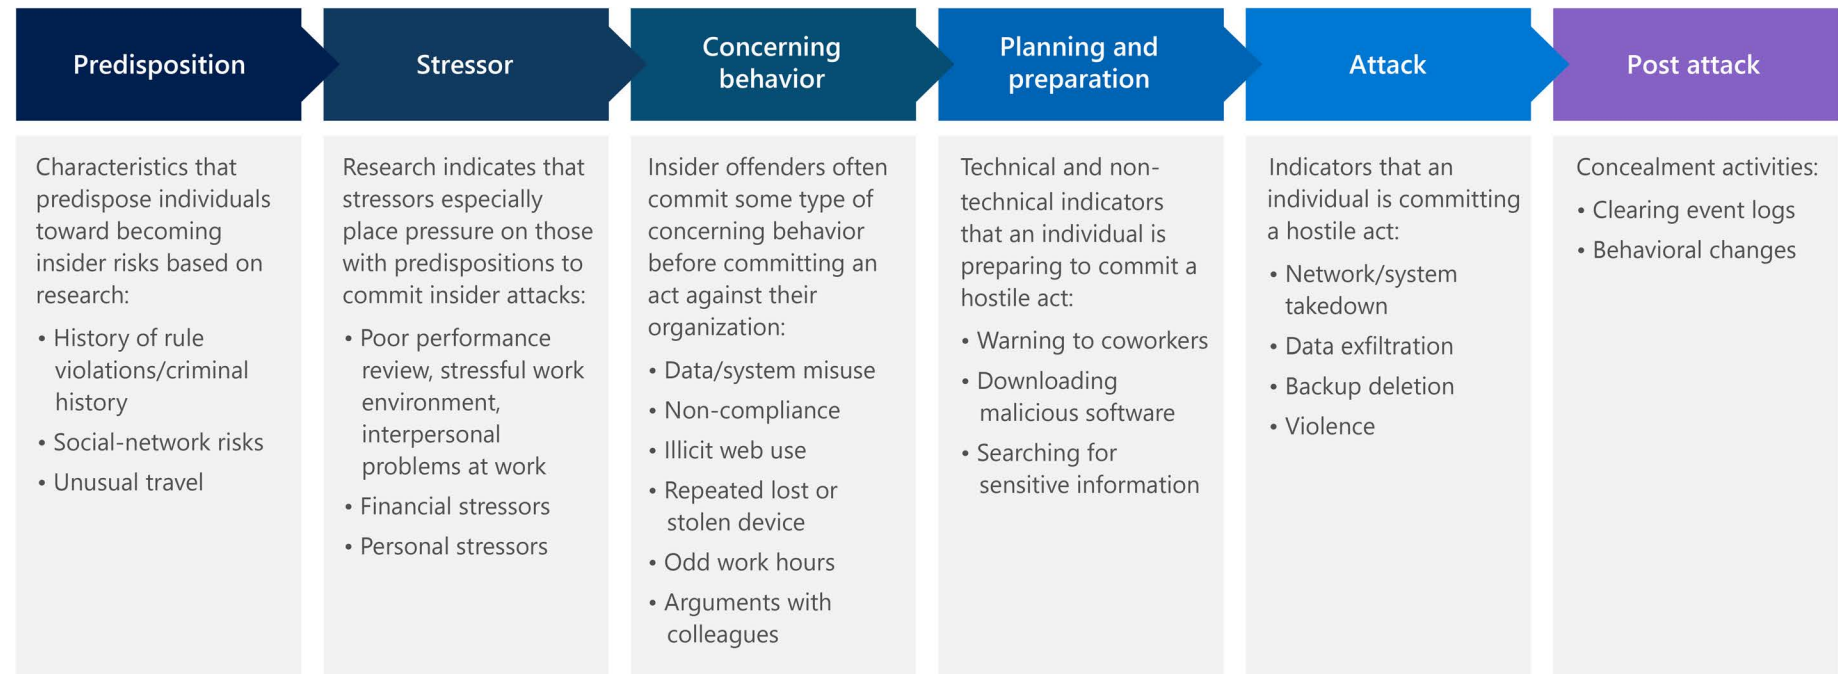 Predisposition
Stressor
Concerning
behavior
Planning and
preparation
Attack
Post attack
Characteristics that
predispose individuals
toward becoming
insider risks based on
research:
• History of rule
violations/criminal
history
• Social-network risks
• Unusual travel
Research indicates that
stressors especially
place pressure on those
with predispositions to
commit insider attacks:
• Poor performance
review, stressful work
environment,
interpersonal
problems at work
• Financial stressors
• Personal stressors
Insider offenders often
commit some type of
concerning behavior
before committing an
act against their
organization:
• Data/system misuse
• Non-compliance
• Illicit web use
• Repeated lost or
stolen device
• Odd work hours
• Arguments with
colleagues
Technical and non-
technical indicators
that an individual is
preparing to commit a
hostile act:
• Warning to coworkers
• Downloading
malicious software
• Searching for
sensitive information
Indicators that an
individual is committing
a hostile act:
• Network/system
takedown
• Data exfiltration
• Backup deletion
• Violence
Concealment activities:
• Clearing event logs
• Behavioral changes